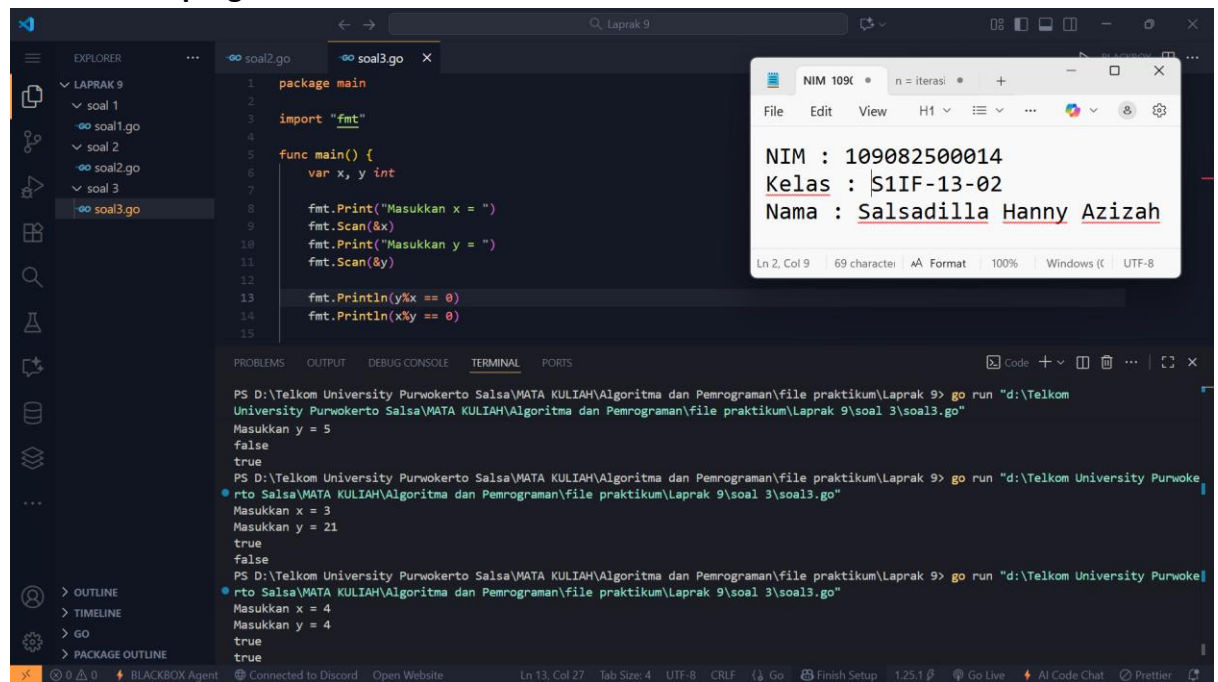 Laprak 9
EXPLORER
soal2.go
soal3.go
LAPRAK 9
soal 1
soal1.go
soal 2
soal2.go
soal 3
soal3.go
1 package main
2
3 import "fmt"
4
5 func main() {
6 var x, y int
7
8 fmt.Print("Masukkan x = ")
9 fmt.Scan(&x)
10 fmt.Print("Masukkan y = ")
11 fmt.Scan(&y)
12
13 fmt.Println(y%x == 0)
14 fmt.Println(x%y == 0)
15
n = iterasi
File Edit View H1
NIM : 109082500014
Kelas : S1IF-13-02
Nama : Salsadilla Hanny Azizah
Ln 2, Col 9 69 character Format 100% Windows (C UTF-8
PROBLEMS OUTPUT DEBUG CONSOLE TERMINAL PORTS
Code
PS D:\Telkom University Purwokerto Salsa\MATA KULIAH\Algoritma dan Pemrograman\file praktikum\Laprak 9> go run "d:\Telkom
University Purwokerto Salsa\MATA KULIAH\Algoritma dan Pemrograman\file praktikum\Laprak 9\soal 3\soal3.go"
Masukkan y = 5
false
true
PS D:\Telkom University Purwokerto Salsa\MATA KULIAH\Algoritma dan Pemrograman\file praktikum\Laprak 9> go run "d:\Telkom University Purwoke
rto Salsa\MATA KULIAH\Algoritma dan Pemrograman\file praktikum\Laprak 9\soal 3\soal3.go"
Masukkan x = 3
Masukkan y = 21
true
false
PS D:\Telkom University Purwokerto Salsa\MATA KULIAH\Algoritma dan Pemrograman\file praktikum\Laprak 9> go run "d:\Telkom University Purwoke
rto Salsa\MATA KULIAH\Algoritma dan Pemrograman\file praktikum\Laprak 9\soal 3\soal3.go"
Masukkan x = 4
Masukkan y = 4
true
true
OUTLINE
TIMELINE
GO
PACKAGE OUTLINE
0 0 BLACKBOX Agent Connected to Discord Open Website Ln 13, Col 27 Tab Size: 4 UTF-8 CRLF Go Finish Setup 1.25.1 Go Live AI Code Chat Prettier